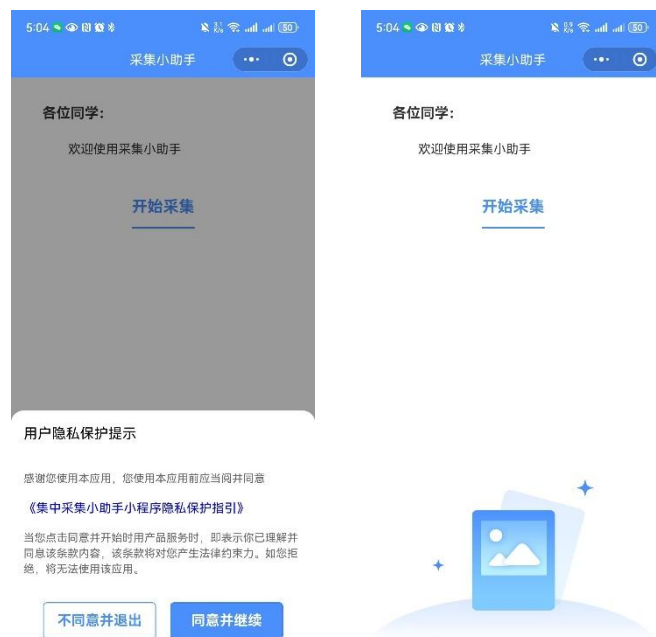 5:04
50
采集小助手
各位同学:
欢迎使用采集小助手
开始采集
用户隐私保护提示
感谢您使用本应用，您使用本应用前应当阅并同意
《集中采集小助手小程序隐私保护指引》
当您点击同意并开始时用产品服务时，即表示你已理解并
同息该条款内容，该条款将对您产生法律约束力。如您拒
绝，将无法使用该应用。
不同意并退出
同意并继续
5:04
50
采集小助手
各位同学:
欢迎使用采集小助手
开始采集